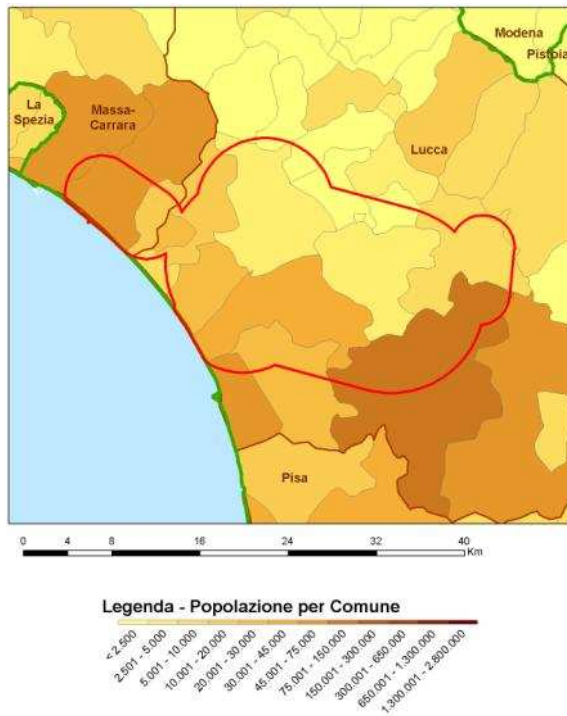 Modena
Pistoia
La
Spezia
Massa-
Carrara
Lucca
Pisa
0 4 8 16 24 32 40
Km
Legenda - Popolazione per Comune
< 2.500
2.501 - 5.000
5.001 - 10.000
10.001 - 20.000
20.001 - 30.000
30.001 - 45.000
45.001 - 75.000
75.001 - 150.000
150.001 - 300.000
300.001 - 650.000
650.001 - 1.300.000
1.300.001 - 2.800.000